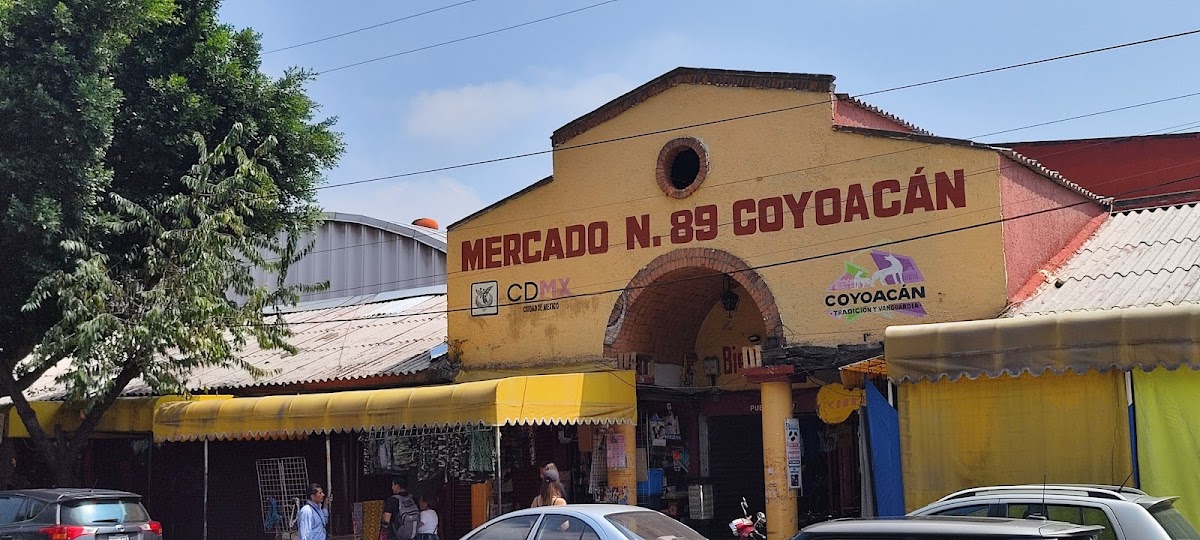 MERCADO N. 89 COYOACÁN
CDMX
CIUDAD DE MÉXICO
COYOACÁN
TRADICIÓN Y VANGUARDIA